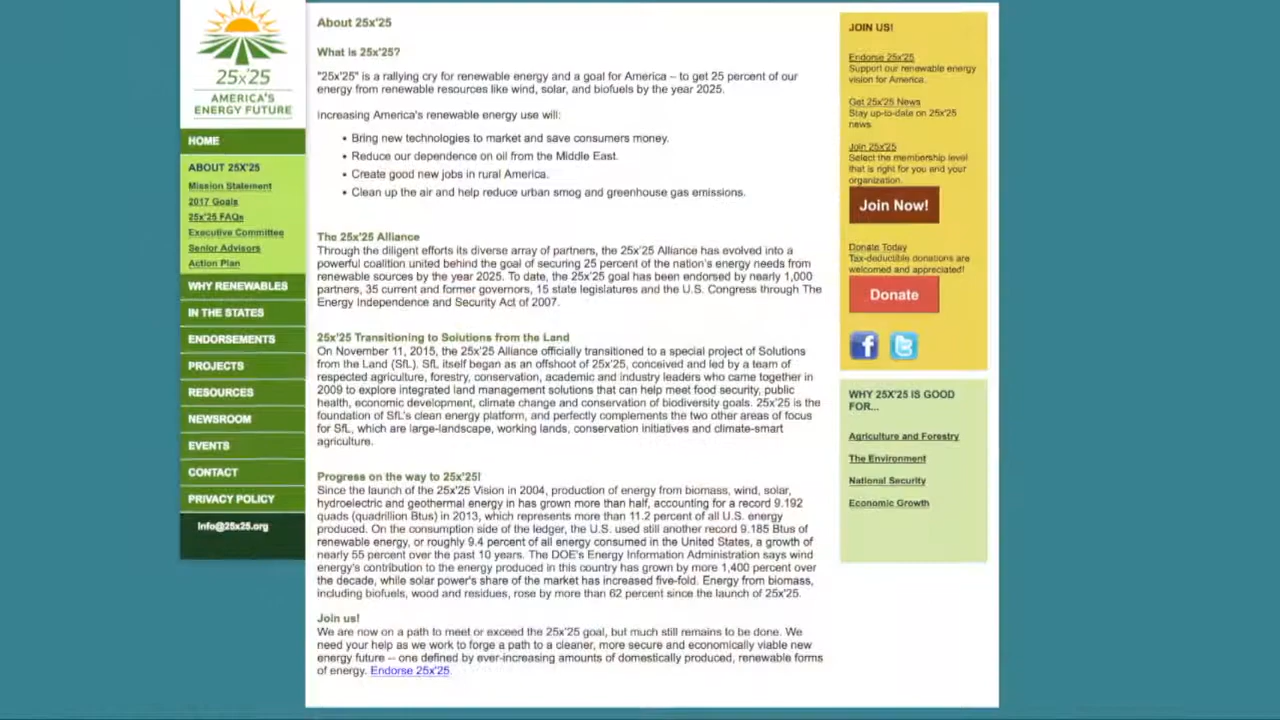 25x'25
AMERICA'S
ENERGY FUTURE
HOME
ABOUT 25X'25
Mission Statement
2017 Goals
25x'25 FAQs
Executive Committee
Senior Advisors
Action Plan
WHY RENEWABLES
IN THE STATES
ENDORSEMENTS
PROJECTS
RESOURCES
NEWSROOM
EVENTS
CONTACT
PRIVACY POLICY
Info@25x25.org
About 25x'25
What is 25x'25?
"25x'25" is a rallying cry for renewable energy and a goal for America – to get 25 percent of our
energy from renewable resources like wind, solar, and biofuels by the year 2025.
Increasing America's renewable energy use will:
• Bring new technologies to market and save consumers money.
• Reduce our dependence on oil from the Middle East.
• Create good new jobs in rural America.
• Clean up the air and help reduce urban smog and greenhouse gas emissions.
The 25x'25 Alliance
Through the diligent efforts its diverse array of partners, the 25x'25 Alliance has evolved into a
powerful coalition united behind the goal of securing 25 percent of the nation's energy needs from
renewable sources by the year 2025. To date, the 25x'25 goal has been endorsed by nearly 1,000
partners, 35 current and former governors, 15 state legislatures and the U.S. Congress through The
Energy Independence and Security Act of 2007.
25x'25 Transitioning to Solutions from the Land
On November 11, 2015, the 25x'25 Alliance officially transitioned to a special project of Solutions
from the Land (SfL). SfL itself began as an offshoot of 25x'25, conceived and led by a team of
respected agriculture, forestry, conservation, academic and industry leaders who came together in
2009 to explore integrated land management solutions that can help meet food security, public
health, economic development, climate change and conservation of biodiversity goals. 25x'25 is the
foundation of SfL's clean energy platform, and perfectly complements the two other areas of focus
for SfL, which are large-landscape, working lands, conservation initiatives and climate-smart
agriculture.
Progress on the way to 25x'25!
Since the launch of the 25x'25 Vision in 2004, production of energy from biomass, wind, solar,
hydroelectric and geothermal energy in has grown more than half, accounting for a record 9.192
quads (quadrillion Btus) in 2013, which represents more than 11.2 percent of all U.S. energy
produced. On the consumption side of the ledger, the U.S. used still another record 9.185 Btus of
renewable energy, or roughly 9.4 percent of all energy consumed in the United States, a growth of
nearly 55 percent over the past 10 years. The DOE's Energy Information Administration says wind
energy's contribution to the energy produced in this country has grown by more 1,400 percent over
the decade, while solar power's share of the market has increased five-fold. Energy from biomass,
including biofuels, wood and residues, rose by more than 62 percent since the launch of 25x'25.
Join us!
We are now on a path to meet or exceed the 25x'25 goal, but much still remains to be done. We
need your help as we work to forge a path to a cleaner, more secure and economically viable new
energy future -- one defined by ever-increasing amounts of domestically produced, renewable forms
of energy. Endorse 25x'25.
JOIN US!
Endorse 25x'25
Support our renewable energy
vision for America.
Get 25x'25 News
Stay up-to-date on 25x'25
news
Join 25x'25
Select the membership level
that is right for you and your
organization.
Join Now!
Donate Today
Tax-deductible donations are
welcomed and appreciated!
Donate
WHY 25X'25 IS GOOD
FOR...
Agriculture and Forestry
The Environment
National Security
Economic Growth